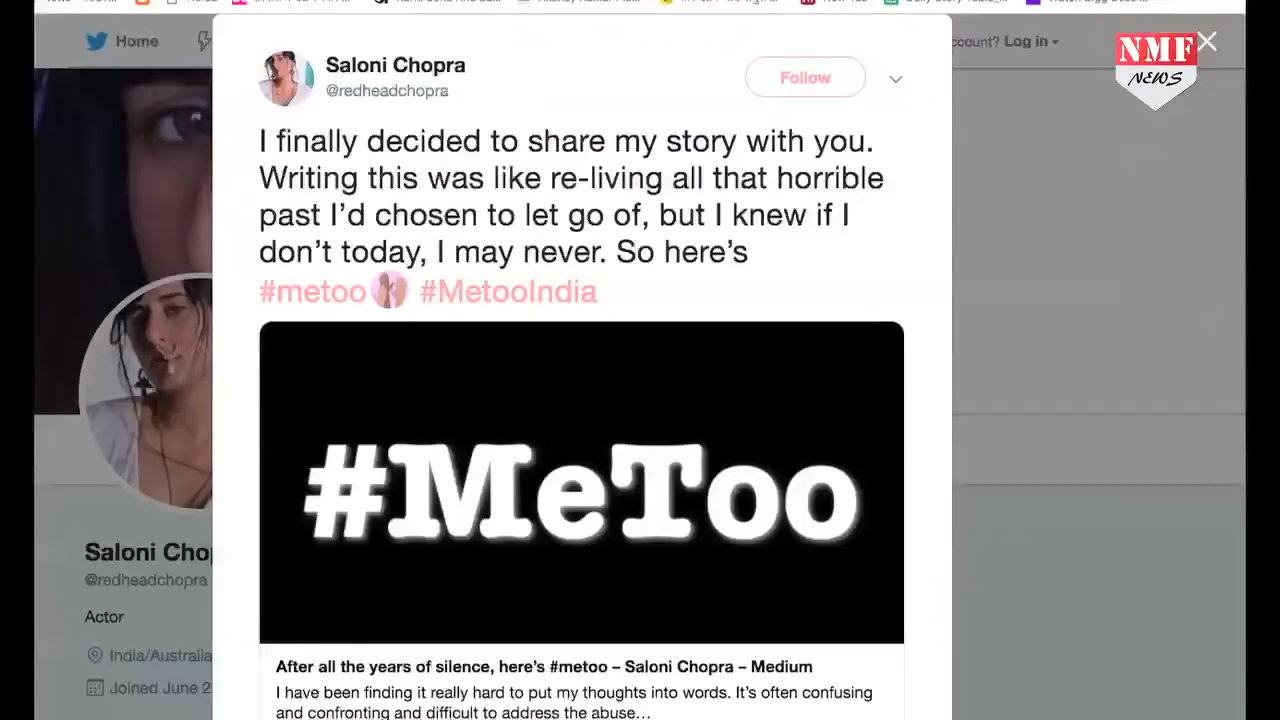 Home
Saloni Chopra
@redheadchopra
Follow
count? Log in
NMF
NEWS
I finally decided to share my story with you.
Writing this was like re-living all that horrible
past I'd chosen to let go of, but I knew if I
don't today, I may never. So here's
#metoo #MetooIndia
#MeToo
Saloni Cho
@redheadchopra
Actor
India/Australia
Joined June 2
After all the years of silence, here's #metoo – Saloni Chopra – Medium
I have been finding it really hard to put my thoughts into words. It's often confusing
and confronting and difficult to address the abuse...